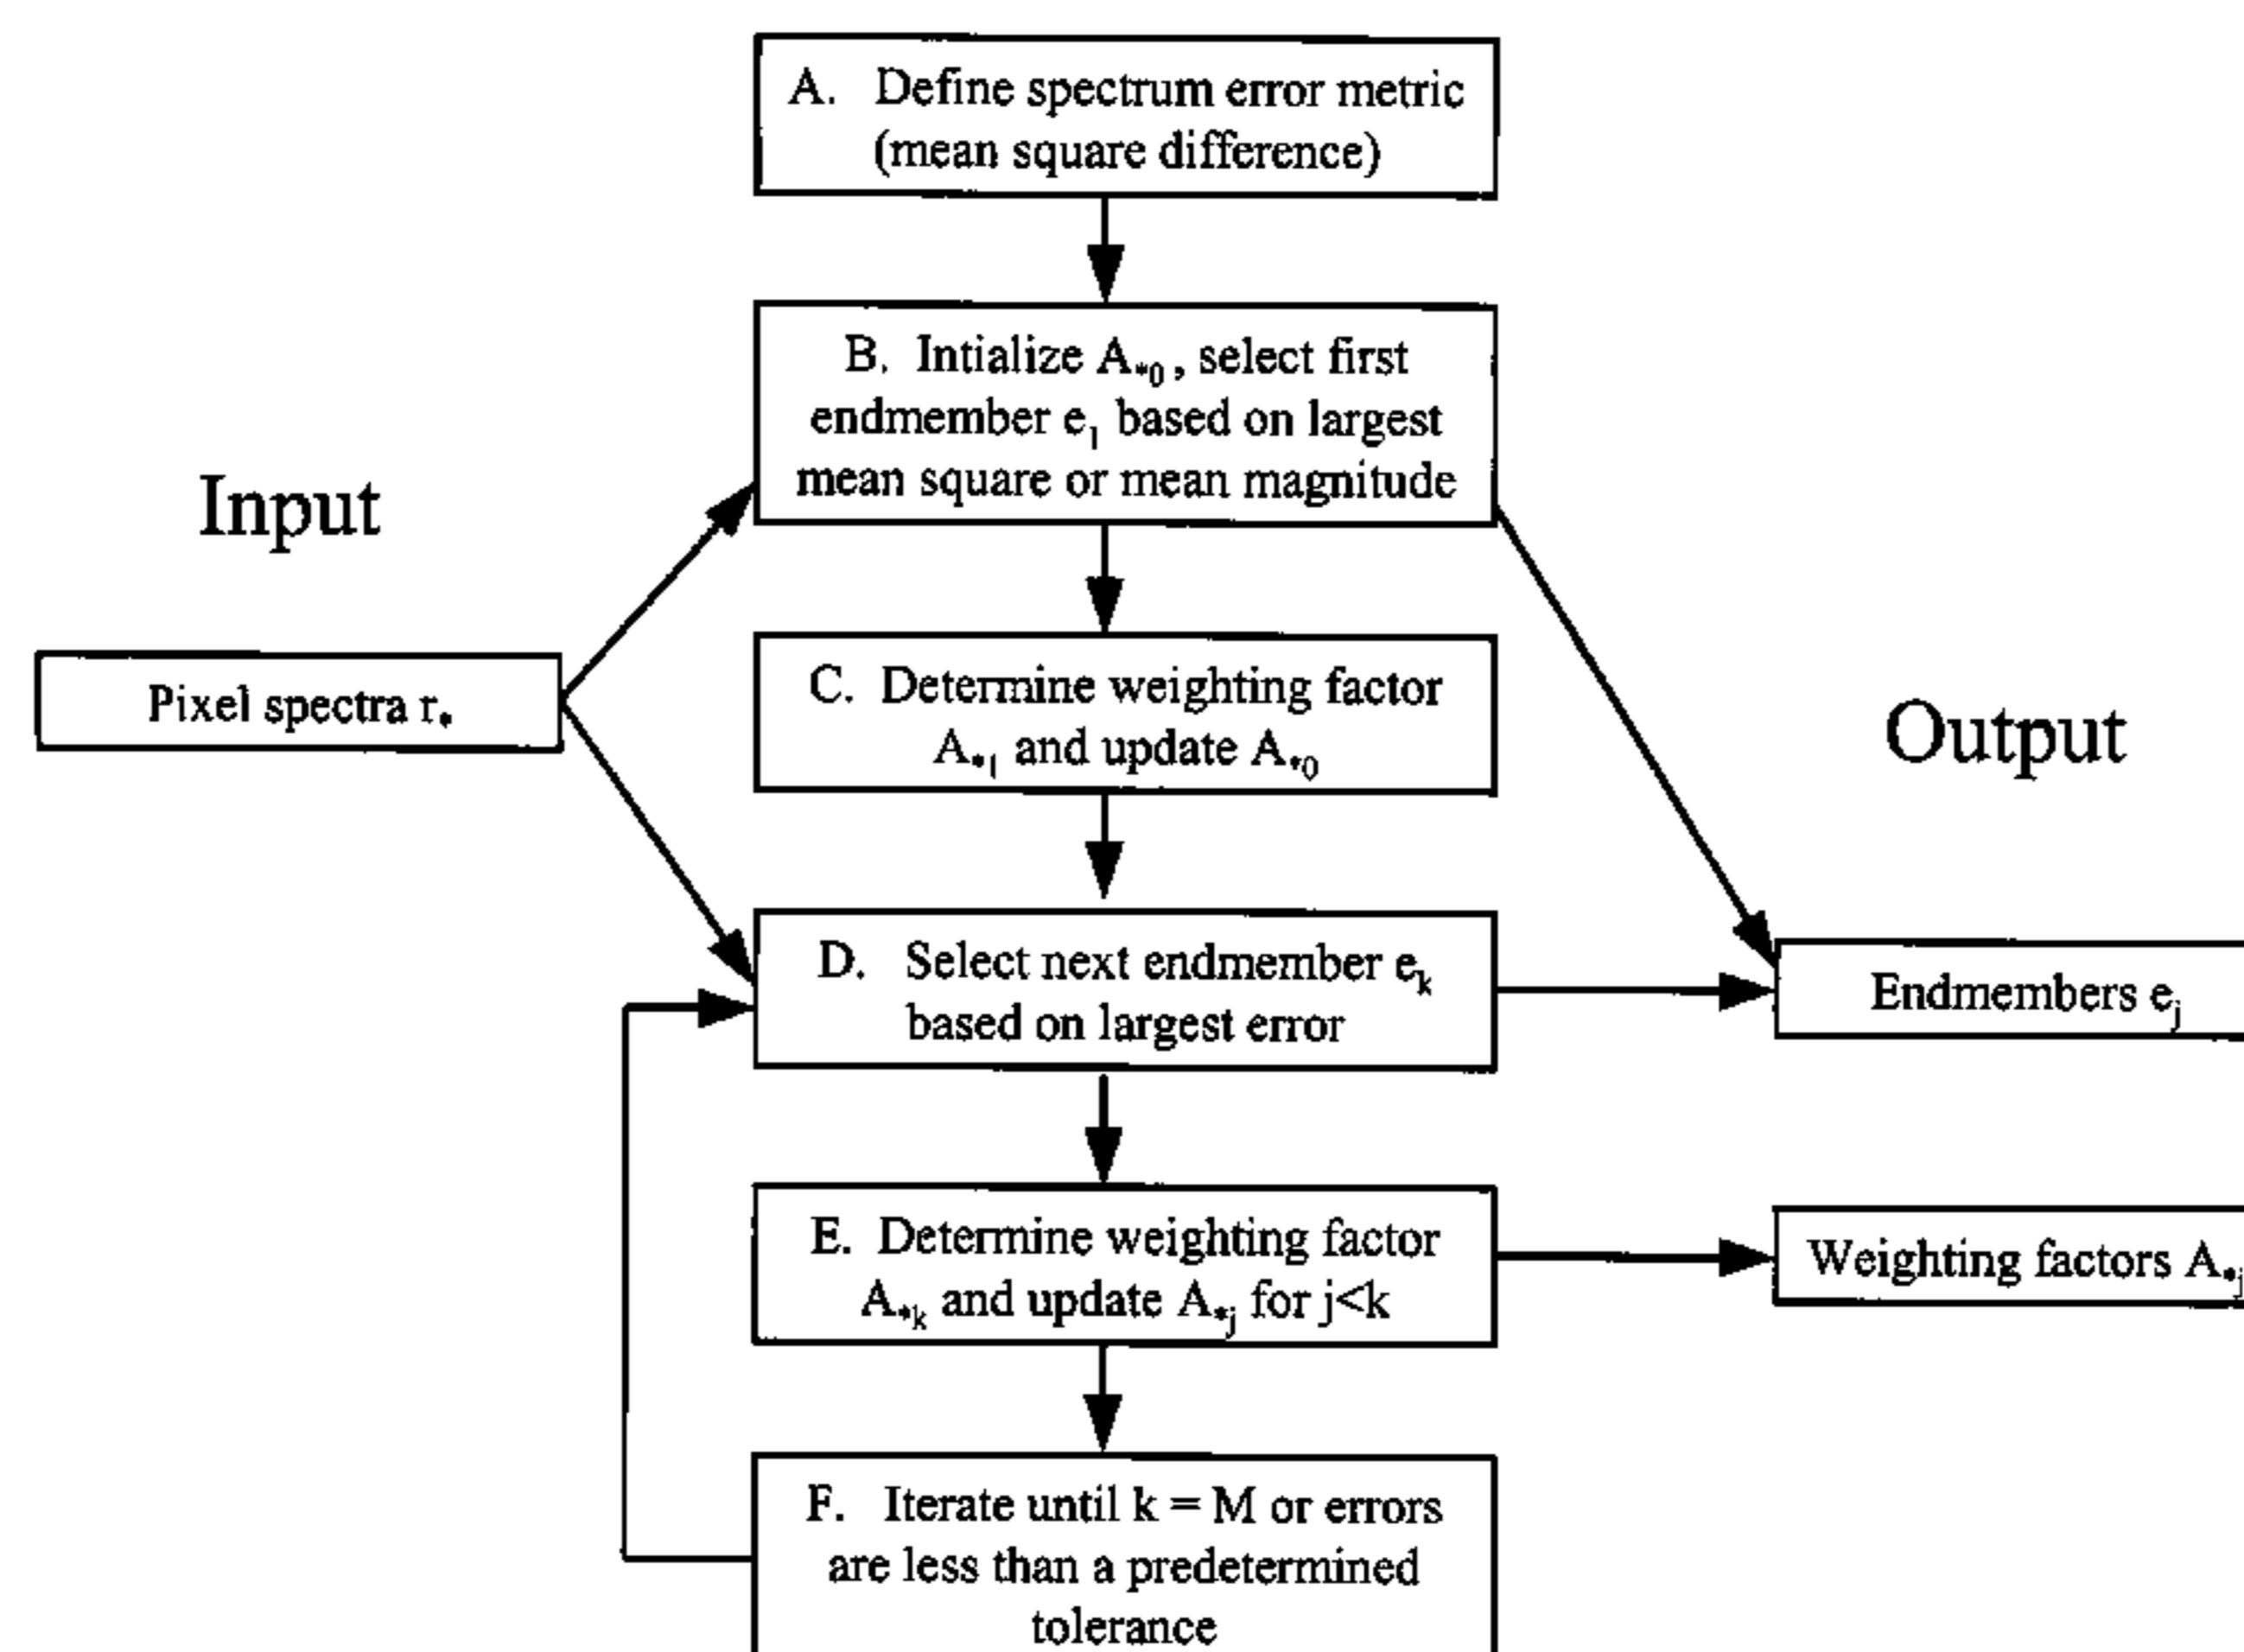 A. Define spectrum error metric
(mean square difference)
B. Intialize A*0, select first
endmember e1 based on largest
mean square or mean magnitude
Input
Pixel spectra r*
C. Determine weighting factor
A*1 and update A*0
Output
D. Select next endmember ek
based on largest error
Endmembers ej
E. Determine weighting factor
A*k and update A*j for j<k
Weighting factors A*j
F. Iterate until k = M or errors
are less than a predetermined
tolerance